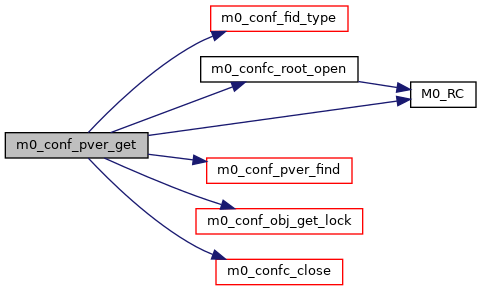 m0_conf_fid_type
m0_confc_root_open
M0_RC
m0_conf_pver_get
m0_conf_pver_find
m0_conf_obj_get_lock
m0_confc_close